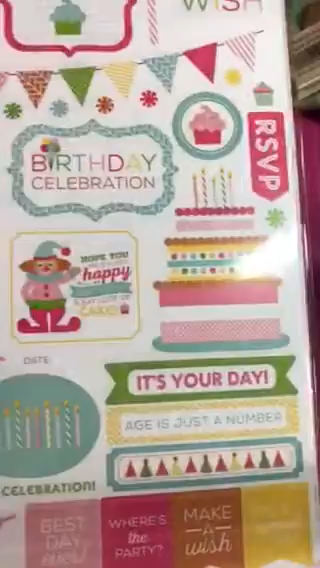 WISH
BIRTHDAY
CELEBRATION
RSVP
HOPE YOU
happy
CAKE!
DATE:
IT'S YOUR DAY!
AGE IS JUST A NUMBER
CELEBRATION!
BEST
DAY
WHERE'S
the
PARTY?
MAKE
A
wish